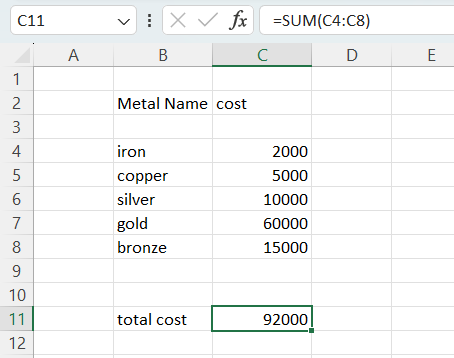 C11 fx =SUM(C4:C8)
A B C D E
1
2 Metal Name cost
3
4 iron 2000
5 copper 5000
6 silver 10000
7 gold 60000
8 bronze 15000
9
10
11 total cost 92000
12